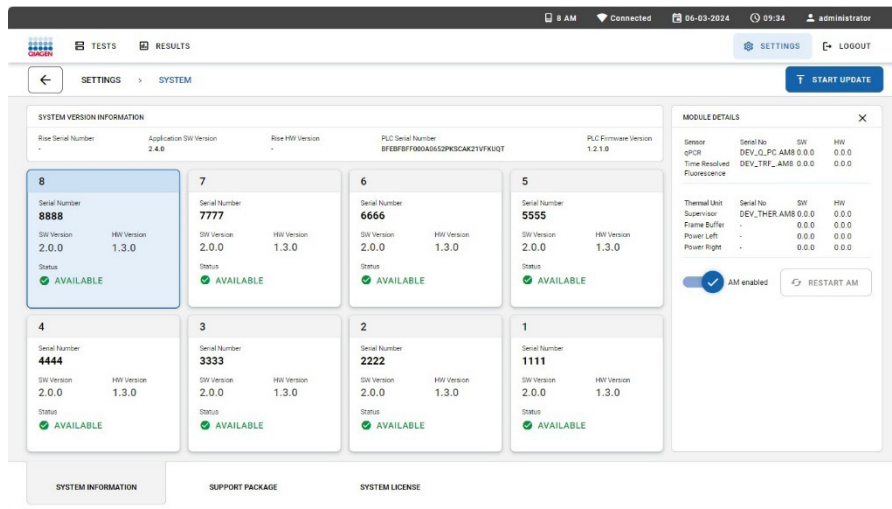 8 AM Connected 06-03-2024 09:34 administrator
QIAGEN TESTS RESULTS SETTINGS LOGOUT
SETTINGS > SYSTEM START UPDATE
SYSTEM VERSION INFORMATION
Rise Serial Number Application SW Version Rise HW Version PLC Serial Number PLC Firmware Version
- 2.4.0 - BFEBFBFF000A0652PKSCAK21VFKUQT 1.2.1.0
8 7 6 5
Serial Number Serial Number Serial Number Serial Number
8888 7777 6666 5555
SW Version HW Version SW Version HW Version SW Version HW Version SW Version HW Version
2.0.0 1.3.0 2.0.0 1.3.0 2.0.0 1.3.0 2.0.0 1.3.0
Status Status Status Status
AVAILABLE AVAILABLE AVAILABLE AVAILABLE
4 3 2 1
Serial Number Serial Number Serial Number Serial Number
4444 3333 2222 1111
SW Version HW Version SW Version HW Version SW Version HW Version SW Version HW Version
2.0.0 1.3.0 2.0.0 1.3.0 2.0.0 1.3.0 2.0.0 1.3.0
Status Status Status Status
AVAILABLE AVAILABLE AVAILABLE AVAILABLE
MODULE DETAILS
Sensor Serial No SW HW
qPCR DEV_Q_PC.AM8 0.0.0 0.0.0
Time Resolved DEV_TRF_.AM8 0.0.0 0.0.0
Fluorescence
Thermal Unit Serial No SW HW
Supervisor DEV_THER.AM8 0.0.0 0.0.0
Frame Buffer - 0.0.0 0.0.0
Power Left - 0.0.0 0.0.0
Power Right - 0.0.0 0.0.0
AM enabled RESTART AM
SYSTEM INFORMATION SUPPORT PACKAGE SYSTEM LICENSE